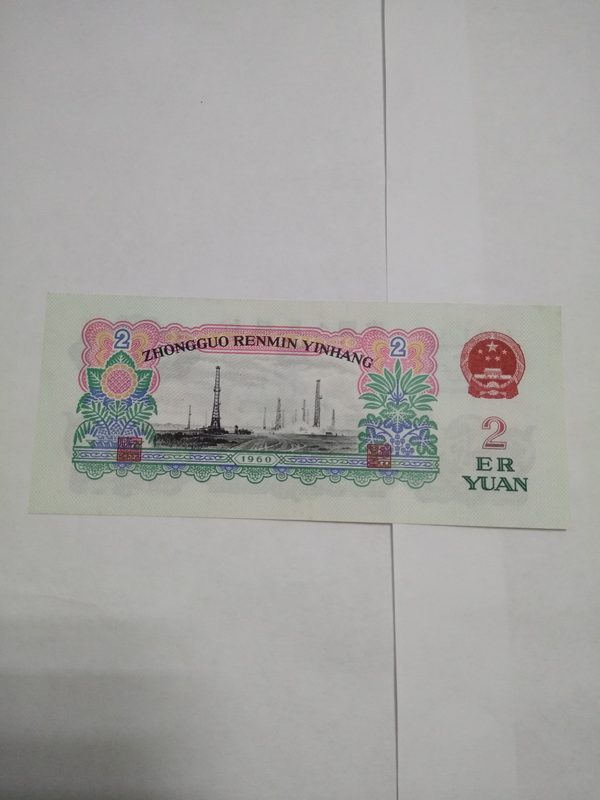 2
ZHONGGUO RENMIN YINHANG
2
1960
2
ER
YUAN